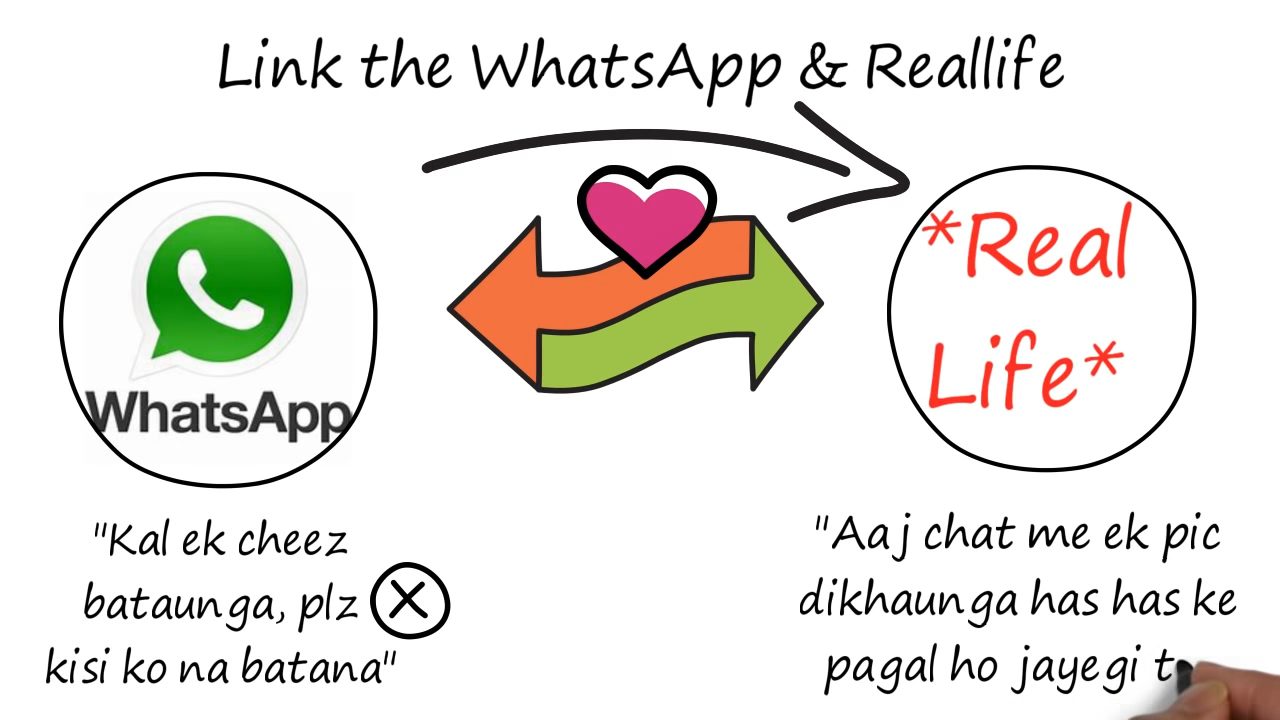 Link the WhatsApp & Reallife
WhatsApp
*Real
Life*
"Kal ek cheez
bataunga, plz
kisi ko na batana"
"Aaj chat me ek pic
dikhaunga has has ke
pagal ho jayegi t